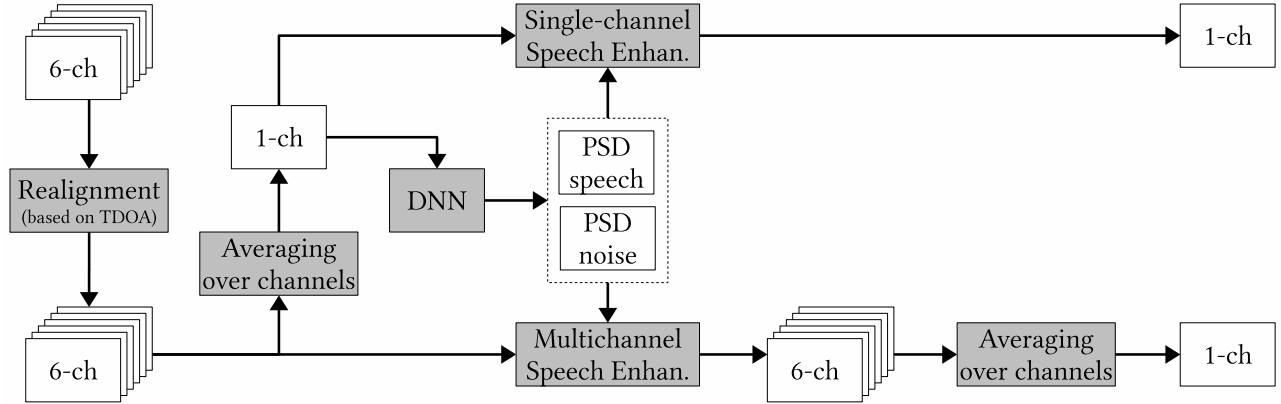 6-ch
Realignment
(based on TDOA)
6-ch
Averaging
over channels
1-ch
DNN
PSD
speech
PSD
noise
Single-channel
Speech Enhan.
1-ch
Multichannel
Speech Enhan.
6-ch
Averaging
over channels
1-ch